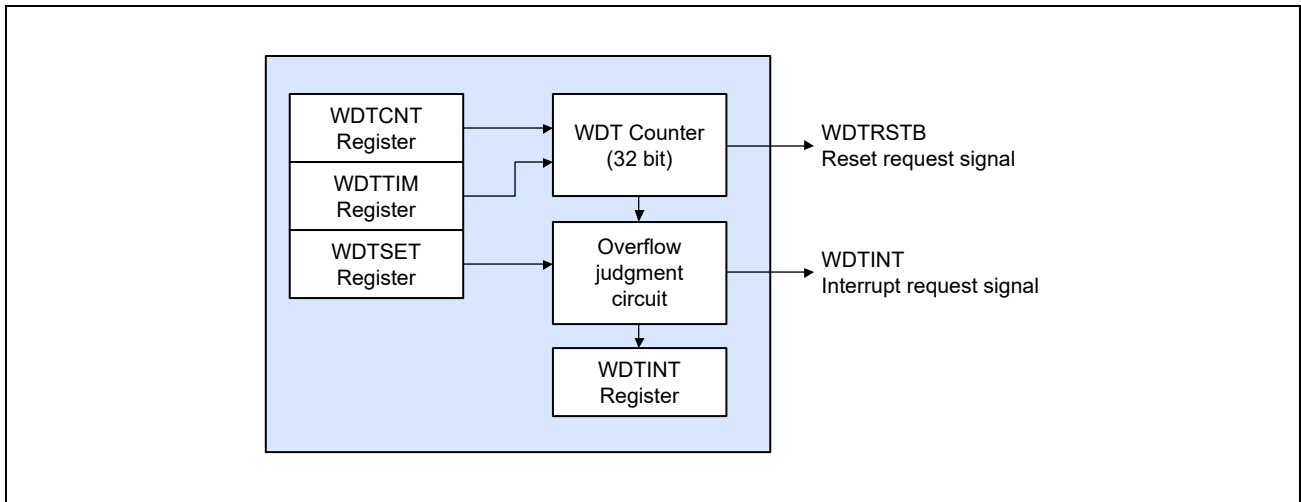 WDTCNT
Register
WDTTIM
Register
WDTSET
Register
WDT Counter
(32 bit)
Overflow
judgment
circuit
WDTINT
Register
WDTRSTB
Reset request signal
WDTINT
Interrupt request signal